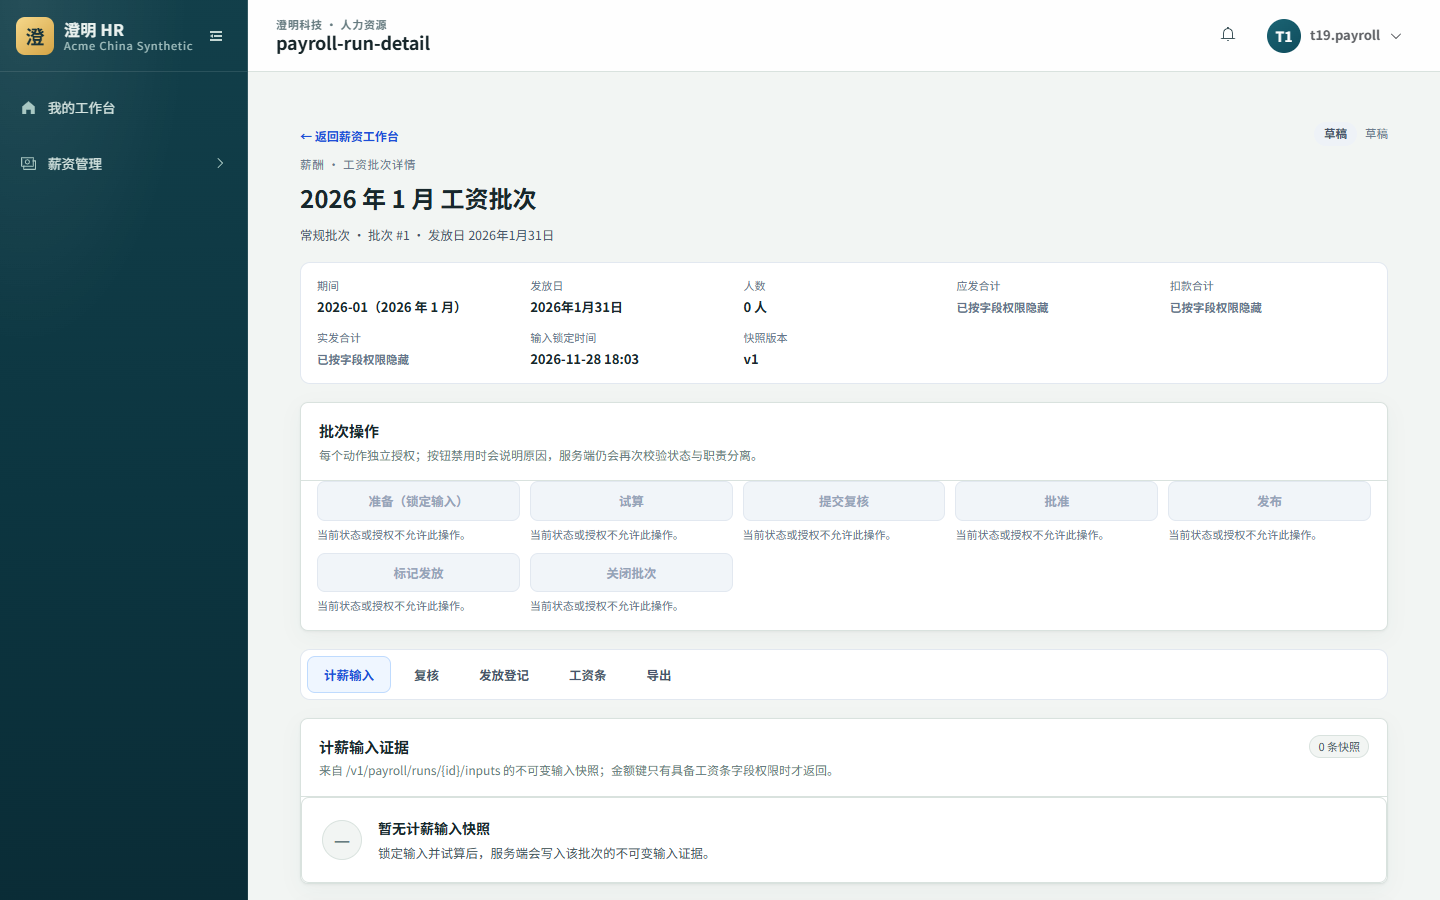 澄
澄明 HR
Acme China Synthetic
我的工作台
薪资管理
澄明科技 • 人力资源
payroll-run-detail
T1
t19.payroll
← 返回薪资工作台
草稿 草稿
薪酬 • 工资批次详情
2026 年 1 月 工资批次
常规批次 • 批次 #1 • 发放日 2026年1月31日
期间 发放日 人数 应发合计 扣款合计
2026-01（2026 年 1 月） 2026年1月31日 0 人 已按字段权限隐藏 已按字段权限隐藏
实发合计 输入锁定时间 快照版本
已按字段权限隐藏 2026-11-28 18:03 v1
批次操作
每个动作独立授权；按钮禁用时会说明原因，服务端仍会再次校验状态与职责分离。
准备（锁定输入） 试算 提交复核 批准 发布
当前状态或授权不允许此操作。 当前状态或授权不允许此操作。 当前状态或授权不允许此操作。 当前状态或授权不允许此操作。 当前状态或授权不允许此操作。
标记发放 关闭批次
当前状态或授权不允许此操作。 当前状态或授权不允许此操作。
计薪输入 复核 发放登记 工资条 导出
计薪输入证据
0 条快照
来自 /v1/payroll/runs/{id}/inputs 的不可变输入快照；金额键只有具备工资条字段权限时才返回。
暂无计薪输入快照
锁定输入并试算后，服务端会写入该批次的不可变输入证据。